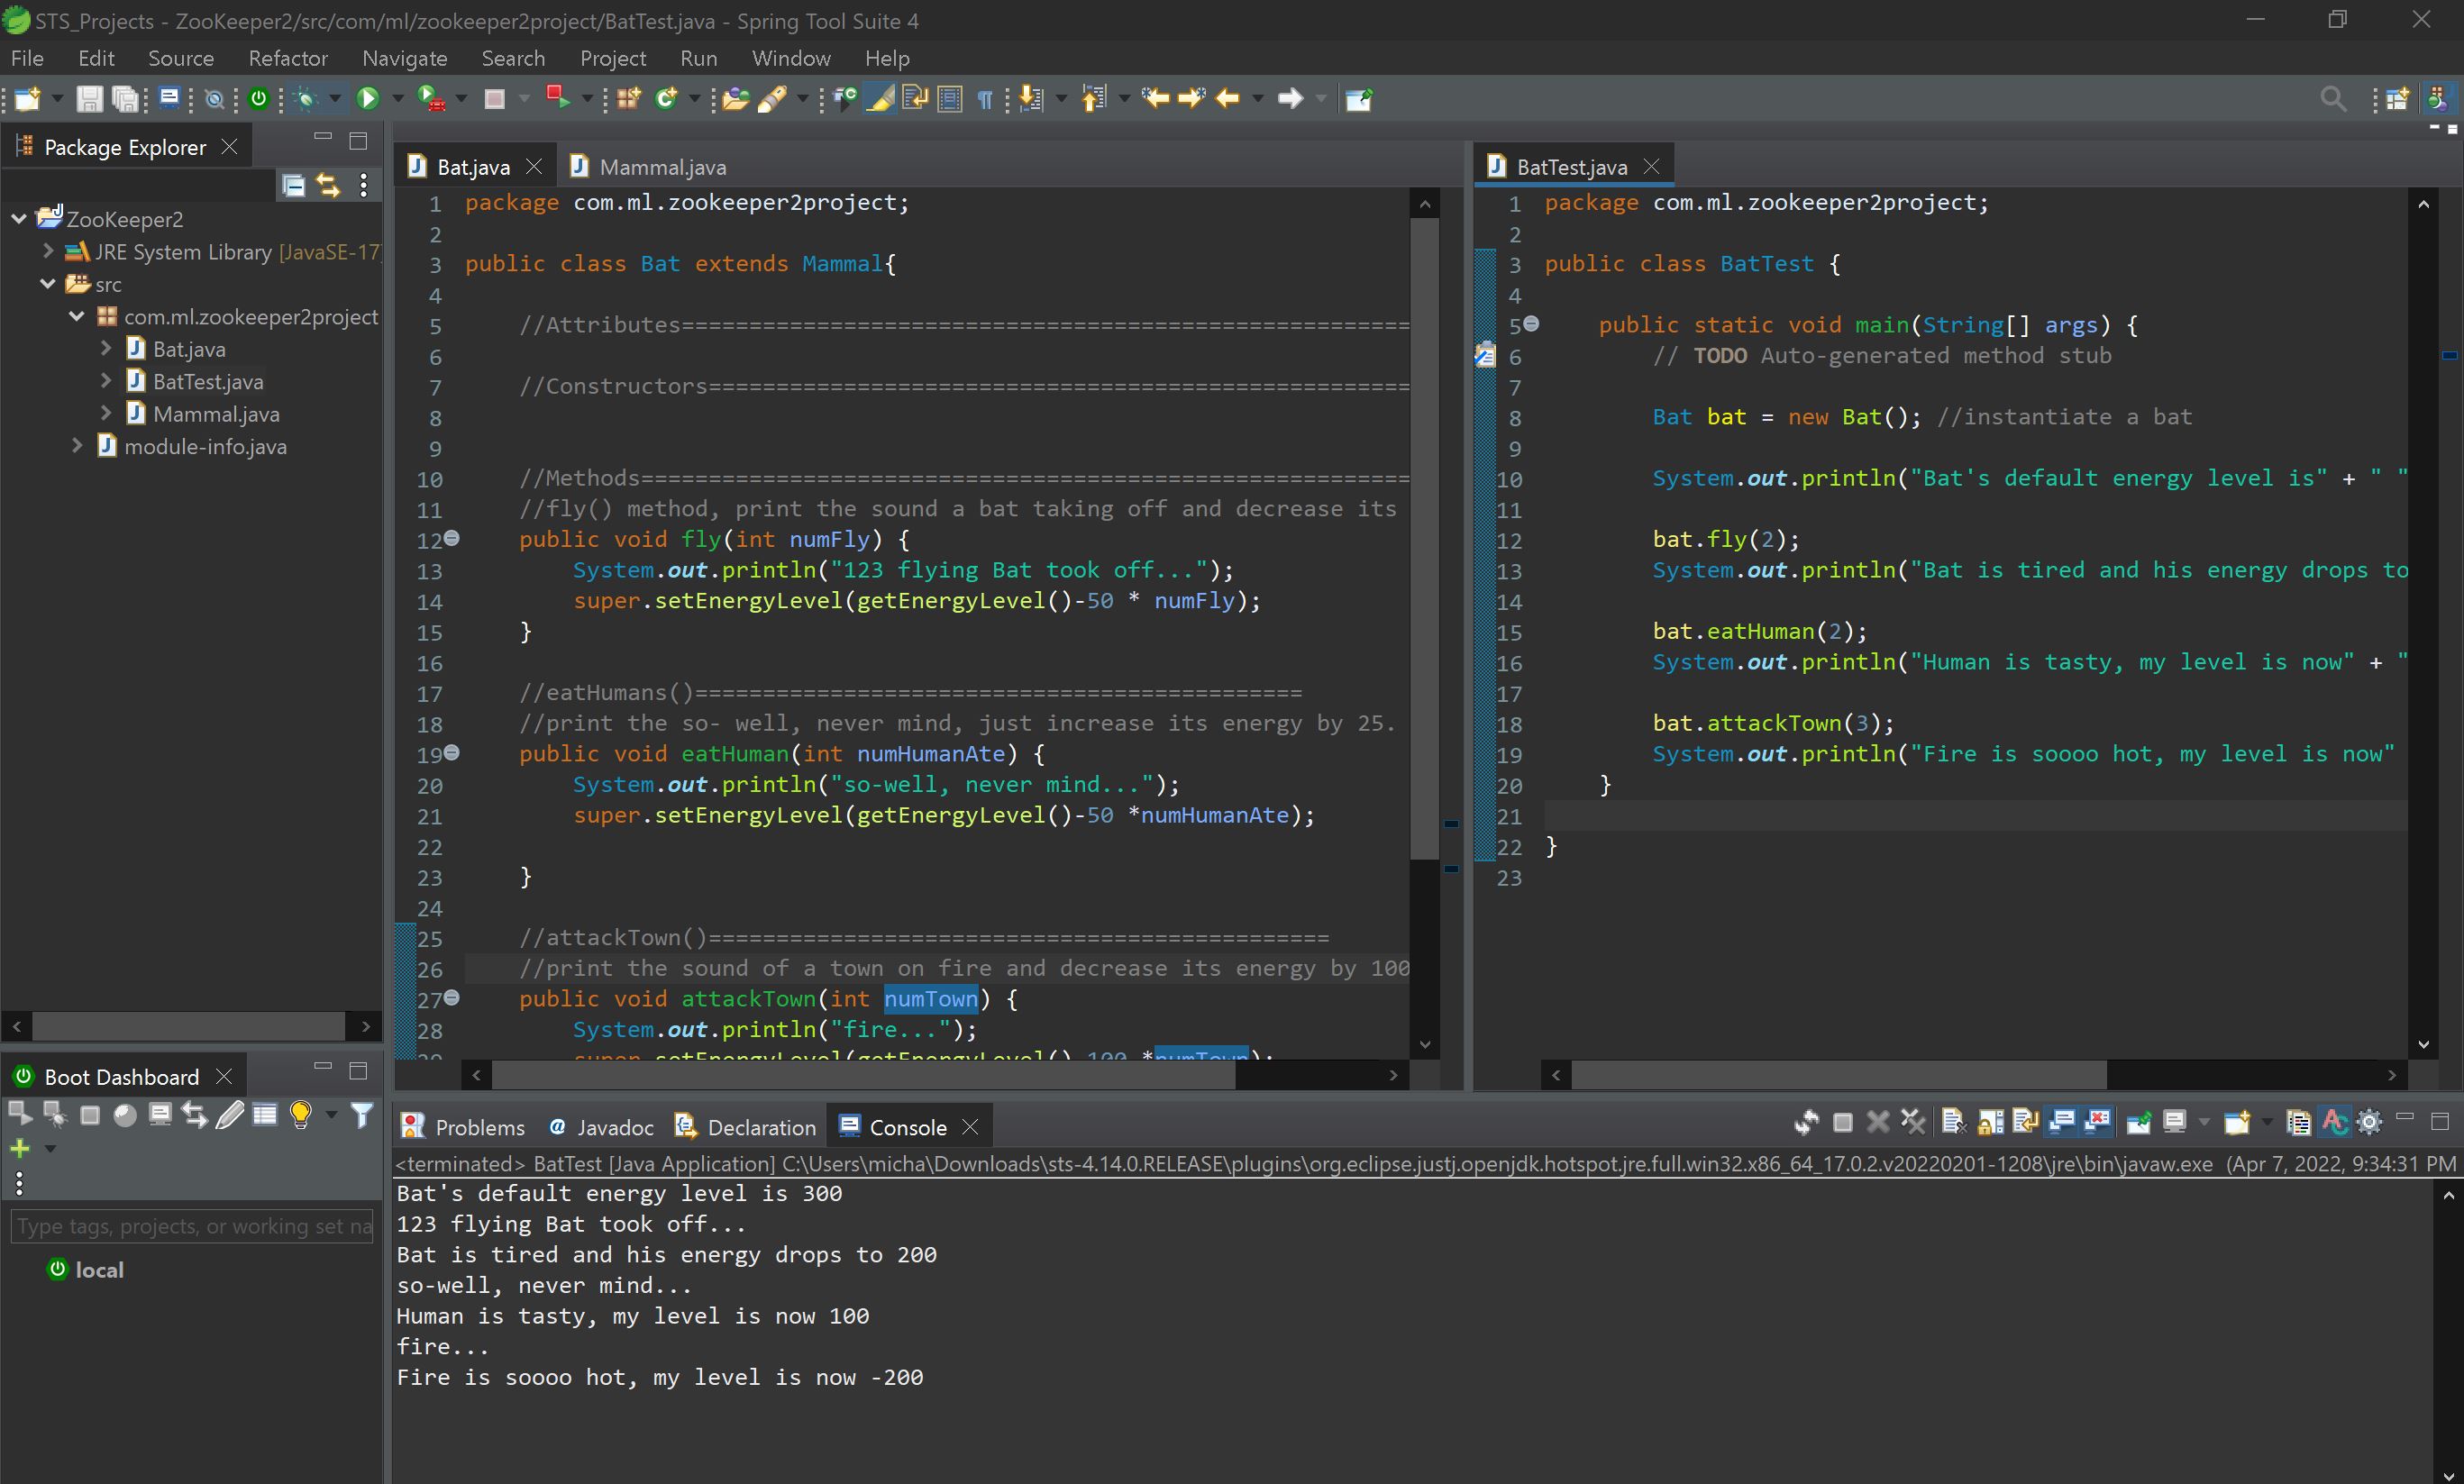 STS_Projects - ZooKeeper2/src/com/ml/zookeeper2project/BatTest.java - Spring Tool Suite 4
File Edit Source Refactor Navigate Search Project Run Window Help
Package Explorer
ZooKeeper2
JRE System Library [JavaSE-17]
src
com.ml.zookeeper2project
Bat.java
BatTest.java
Mammal.java
module-info.java
Boot Dashboard
Type tags, projects, or working set na
local
Bat.java Mammal.java
1 package com.ml.zookeeper2project;
2
3 public class Bat extends Mammal{
4
5 //Attributes======================================================
6
7 //Constructors====================================================
8
9
10 //Methods=========================================================
11 //fly() method, print the sound a bat taking off and decrease its
12 public void fly(int numFly) {
13 System.out.println("123 flying Bat took off...");
14 super.setEnergyLevel(getEnergyLevel()-50 * numFly);
15 }
16
17 //eatHumans()=============================================
18 //print the so- well, never mind, just increase its energy by 25.
19 public void eatHuman(int numHumanAte) {
20 System.out.println("so-well, never mind...");
21 super.setEnergyLevel(getEnergyLevel()-50 *numHumanAte);
22
23 }
24
25 //attackTown()==============================================
26 //print the sound of a town on fire and decrease its energy by 100
27 public void attackTown(int numTown) {
28 System.out.println("fire...");
29 super.setEnergyLevel(getEnergyLevel()-100 *numTown);
BatTest.java
1 package com.ml.zookeeper2project;
2
3 public class BatTest {
4
5 public static void main(String[] args) {
6 // TODO Auto-generated method stub
7
8 Bat bat = new Bat(); //instantiate a bat
9
10 System.out.println("Bat's default energy level is" + " "
11
12 bat.fly(2);
13 System.out.println("Bat is tired and his energy drops to
14
15 bat.eatHuman(2);
16 System.out.println("Human is tasty, my level is now" + "
17
18 bat.attackTown(3);
19 System.out.println("Fire is soooo hot, my level is now"
20 }
21
22 }
23
Problems @ Javadoc Declaration Console
<terminated> BatTest [Java Application] C:\Users\micha\Downloads\sts-4.14.0.RELEASE\plugins\org.eclipse.justj.openjdk.hotspot.jre.full.win32.x86_64_17.0.2.v20220201-1208\jre\bin\javaw.exe (Apr 7, 2022, 9:34:31 PM
Bat's default energy level is 300
123 flying Bat took off...
Bat is tired and his energy drops to 200
so-well, never mind...
Human is tasty, my level is now 100
fire...
Fire is soooo hot, my level is now -200